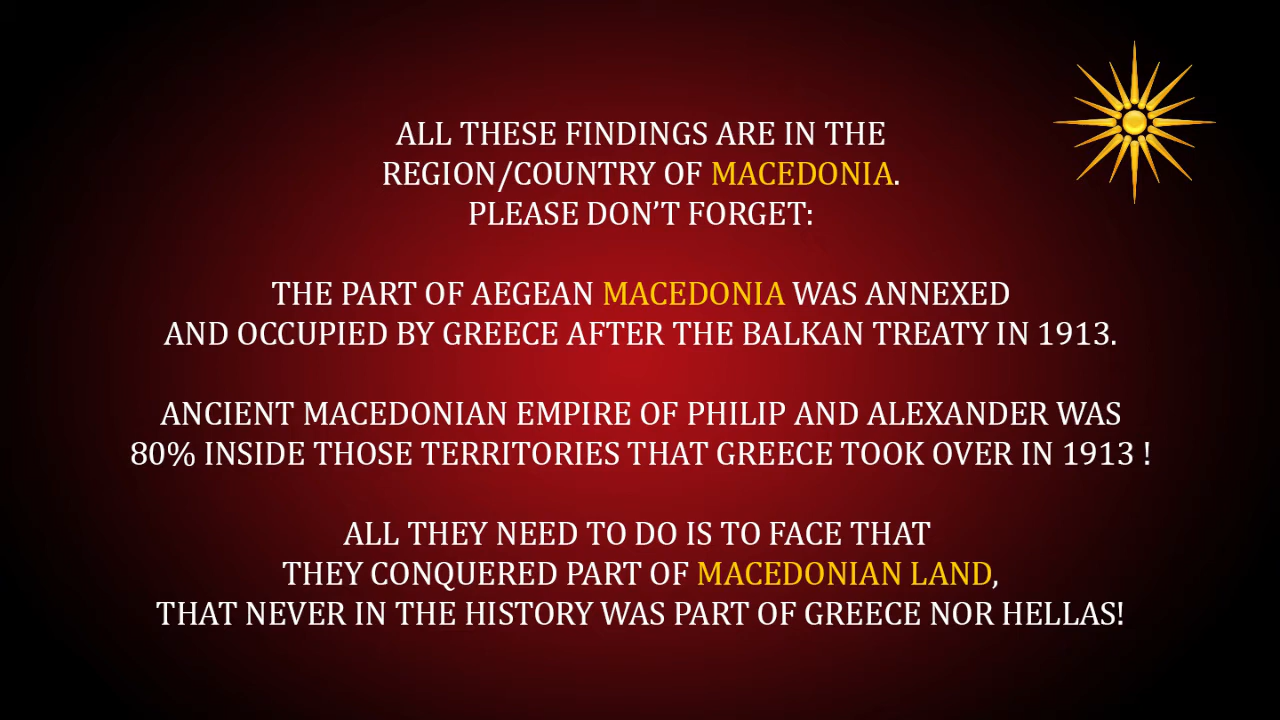 ALL THESE FINDINGS ARE IN THE
REGION/COUNTRY OF MACEDONIA.
PLEASE DON’T FORGET:
THE PART OF AEGEAN MACEDONIA WAS ANNEXED
AND OCCUPIED BY GREECE AFTER THE BALKAN TREATY IN 1913.
ANCIENT MACEDONIAN EMPIRE OF PHILIP AND ALEXANDER WAS
80% INSIDE THOSE TERRITORIES THAT GREECE TOOK OVER IN 1913 !
ALL THEY NEED TO DO IS TO FACE THAT
THEY CONQUERED PART OF MACEDONIAN LAND,
THAT NEVER IN THE HISTORY WAS PART OF GREECE NOR HELLAS!